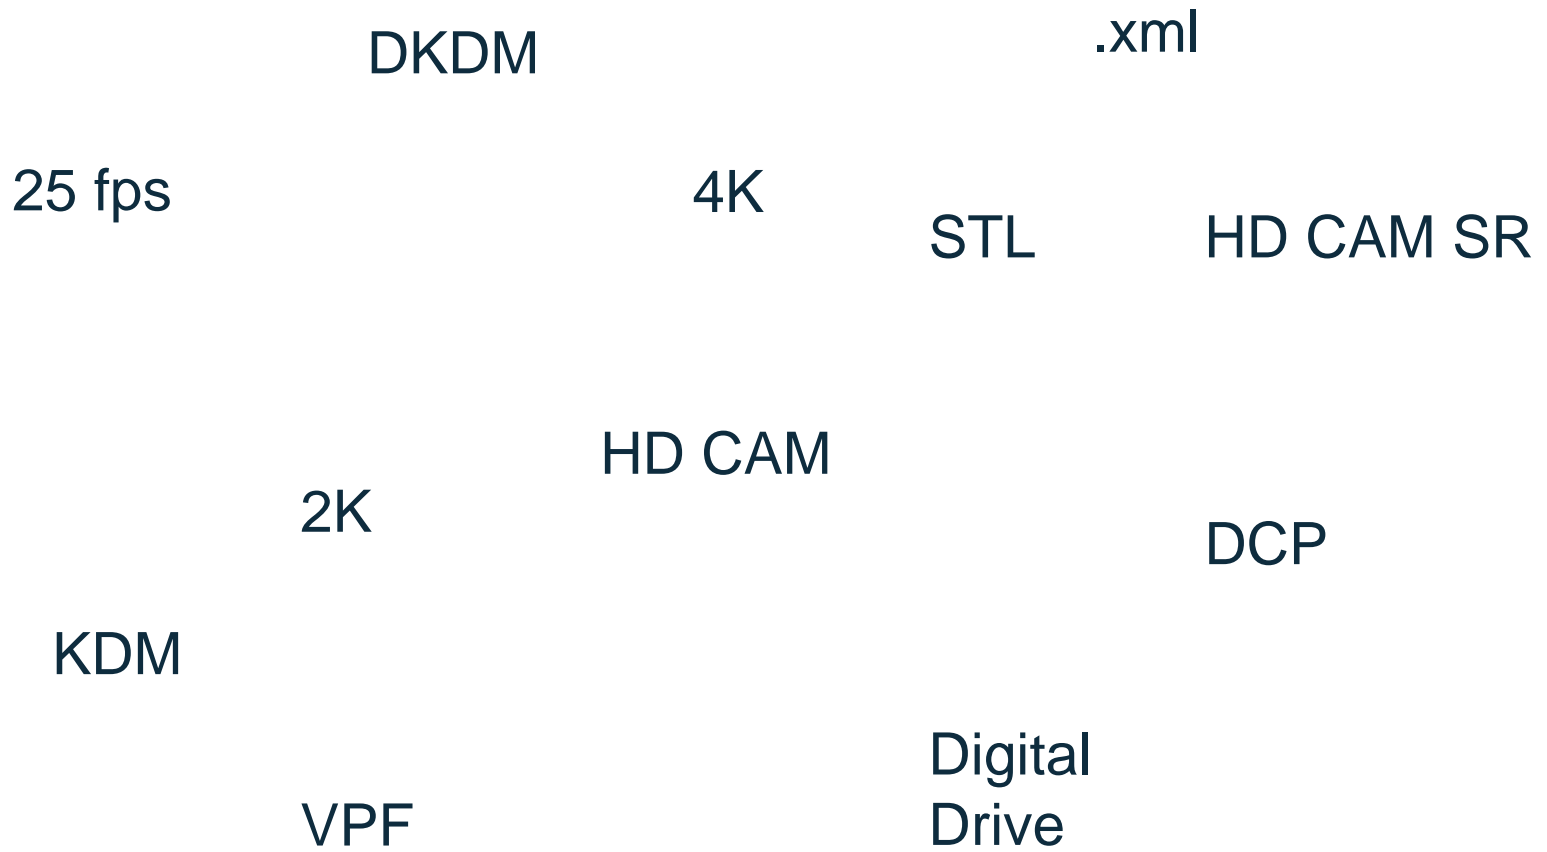 DKDM
.xml
25 fps
4K
STL
HD CAM SR
HD CAM
2K
DCP
KDM
Digital
Drive
VPF